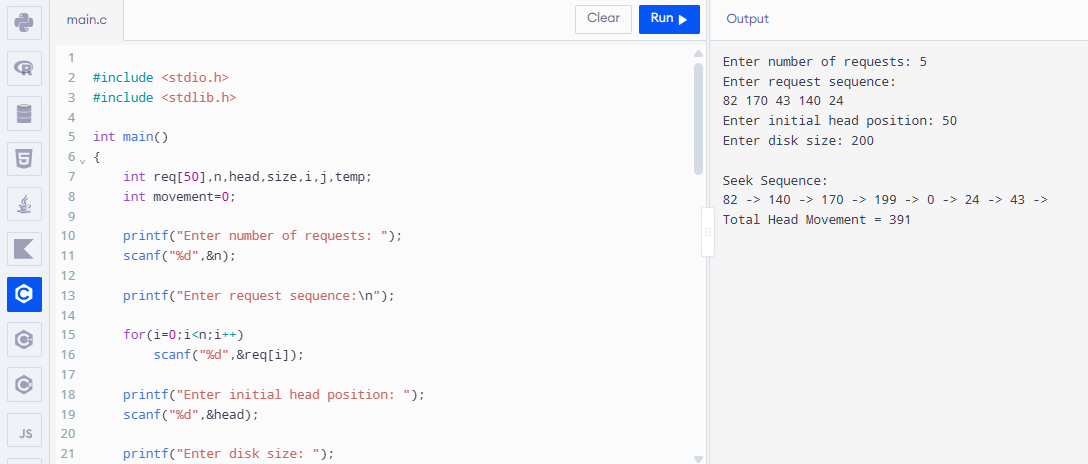 main.c
Clear
Run
Output
1
2 #include <stdio.h>
3 #include <stdlib.h>
4
5 int main()
6 {
7 int req[50],n,head,size,i,j,temp;
8 int movement=0;
9
10 printf("Enter number of requests: ");
11 scanf("%d",&n);
12
13 printf("Enter request sequence:\n");
14
15 for(i=0;i<n;i++)
16 scanf("%d",&req[i]);
17
18 printf("Enter initial head position: ");
19 scanf("%d",&head);
20
21 printf("Enter disk size: ");
Enter number of requests: 5
Enter request sequence:
82 170 43 140 24
Enter initial head position: 50
Enter disk size: 200
Seek Sequence:
82 -> 140 -> 170 -> 199 -> 0 -> 24 -> 43 ->
Total Head Movement = 391
R
5
C
C
C
JS